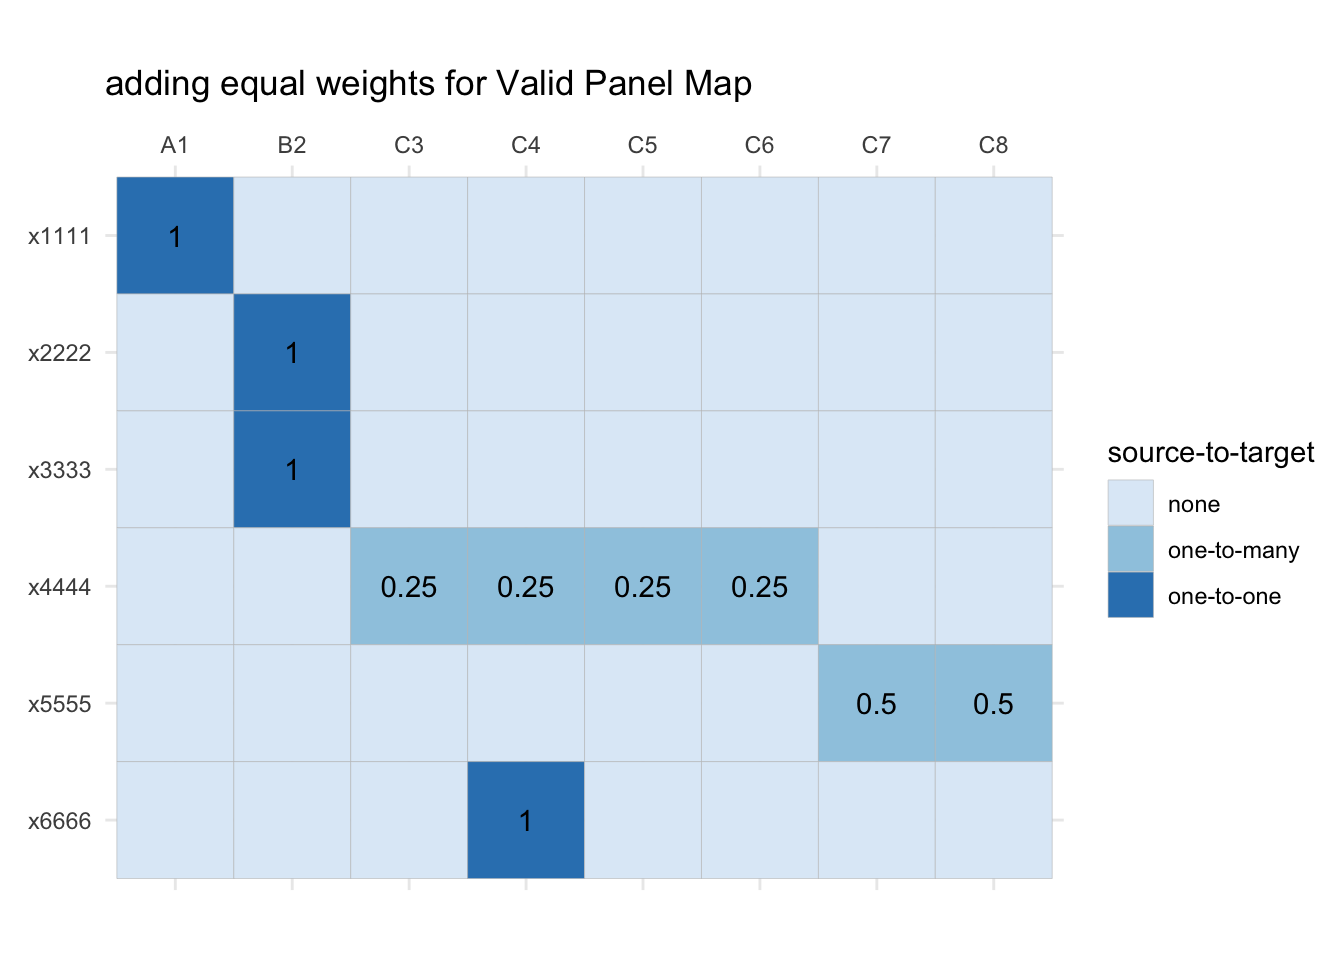 adding equal weights for Valid Panel Map
A1 B2 C3 C4 C5 C6 C7 C8
x1111 1
x2222 1
x3333 1
x4444 0.25 0.25 0.25 0.25
x5555 0.5 0.5
x6666 1
source-to-target
none
one-to-many
one-to-one